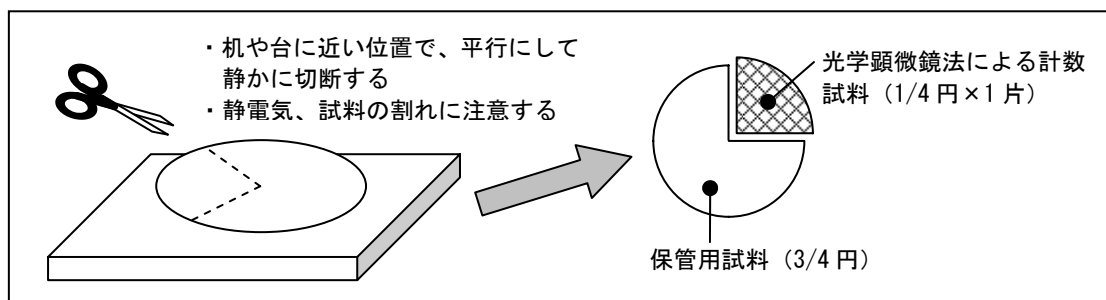 ・机や台に近い位置で、平行にして
静かに切断する
・静電気、試料の割れに注意する
光学顕微鏡法による計数
試料（1/4 円×1 片）
保管用試料（3/4 円）